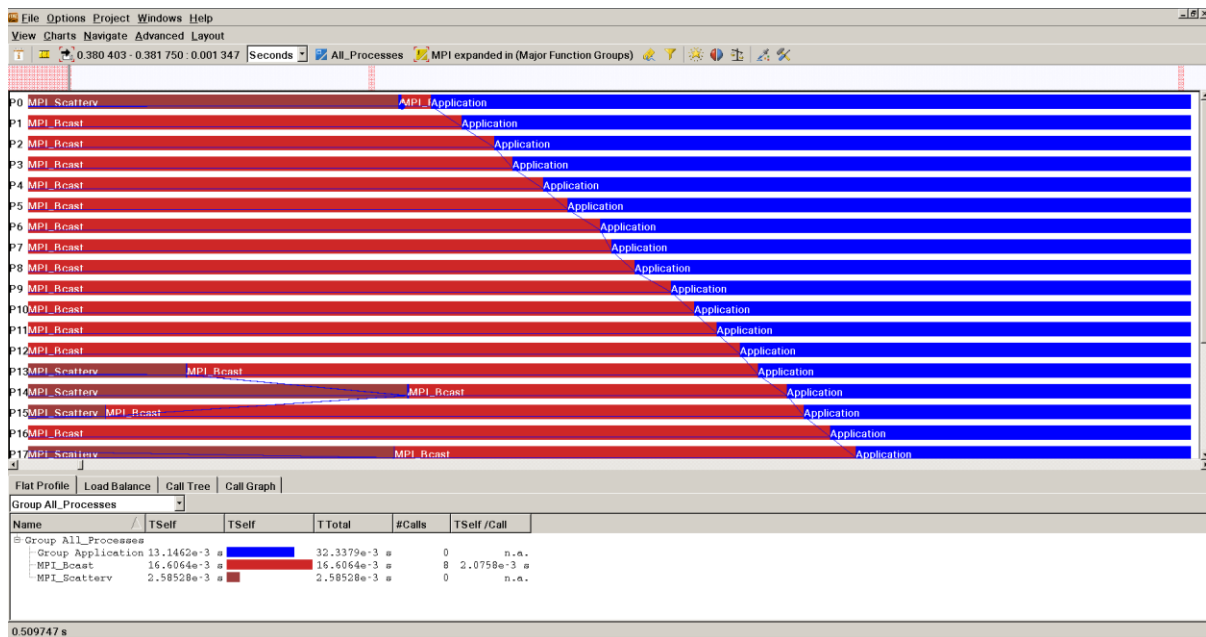 File Options Project Windows Help
View Charts Navigate Advanced Layout
0.380 403 - 0.381 750 : 0.001 347 Seconds All_Processes MPI expanded in (Major Function Groups)
P0 MPI_Scatterv MPI_ Application
P1 MPI_Bcast Application
P2 MPI_Bcast Application
P3 MPI_Bcast Application
P4 MPI_Bcast Application
P5 MPI_Bcast Application
P6 MPI_Bcast Application
P7 MPI_Bcast Application
P8 MPI_Bcast Application
P9 MPI_Bcast Application
P10 MPI_Bcast Application
P11 MPI_Bcast Application
P12 MPI_Bcast Application
P13 MPI_Scatterv MPI_Bcast Application
P14 MPI_Scatterv MPI_Bcast Application
P15 MPI_Scatterv MPI_Bcast Application
P16 MPI_Bcast Application
P17 MPI_Scatterv MPI_Bcast Application
Flat Profile Load Balance Call Tree Call Graph
Group All_Processes
Name TSelf TSelf TTotal #Calls TSelf /Call
Group All_Processes
Group Application 13.1462e-3 s 32.3379e-3 s 0 n.a.
MPI_Bcast 16.6064e-3 s 16.6064e-3 s 8 2.0758e-3 s
MPI_Scatterv 2.58528e-3 s 2.58528e-3 s 0 n.a.
0.509747 s